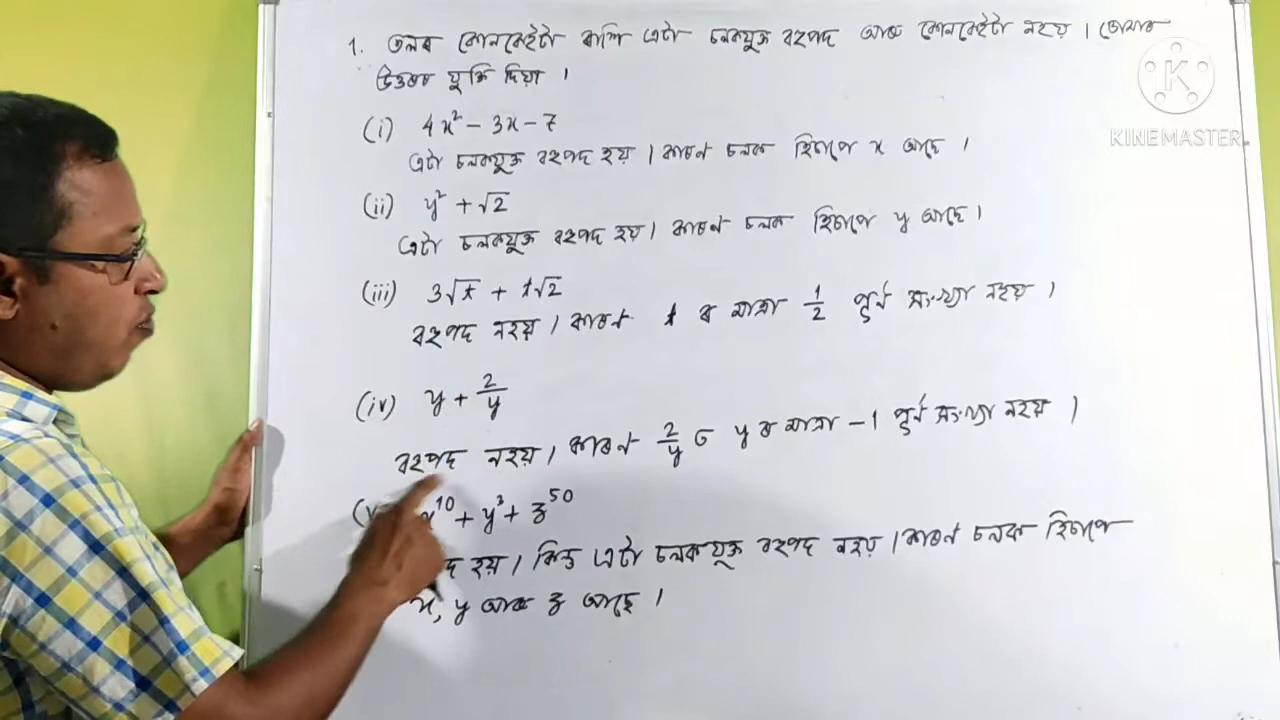 1. তলৰ কোনকেইটা ৰাশি এটা চলকযুক্ত বহুপদ আৰু কোনকেইটা নহয় । তোমাৰ
উত্তৰৰ যুক্তি দিয়া ।
(i) 4x² − 3x − 7
এটা চলকযুক্ত বহুপদ হয় । কাৰণ চলক হিচাপে x আছে ।
(ii) y² + √2
এটা চলকযুক্ত বহুপদ হয় । কাৰণ চলক হিচাপে y আছে ।
(iii) 3√t + t√2
বহুপদ নহয় । কাৰণ t ৰ মাত্ৰা 1/2 পূৰ্ণ সংখ্যা নহয় ।
(iv) y + 2/y
বহুপদ নহয় । কাৰণ 2/y ত y ৰ মাত্ৰা −1 পূৰ্ণ সংখ্যা নহয় ।
(v x¹⁰ + y³ + z⁵⁰
দ হয় । কিন্তু এটা চলকযুক্ত বহুপদ নহয় । কাৰণ চলক হিচাপে
x, y আৰু z আছে ।
KINEMASTER